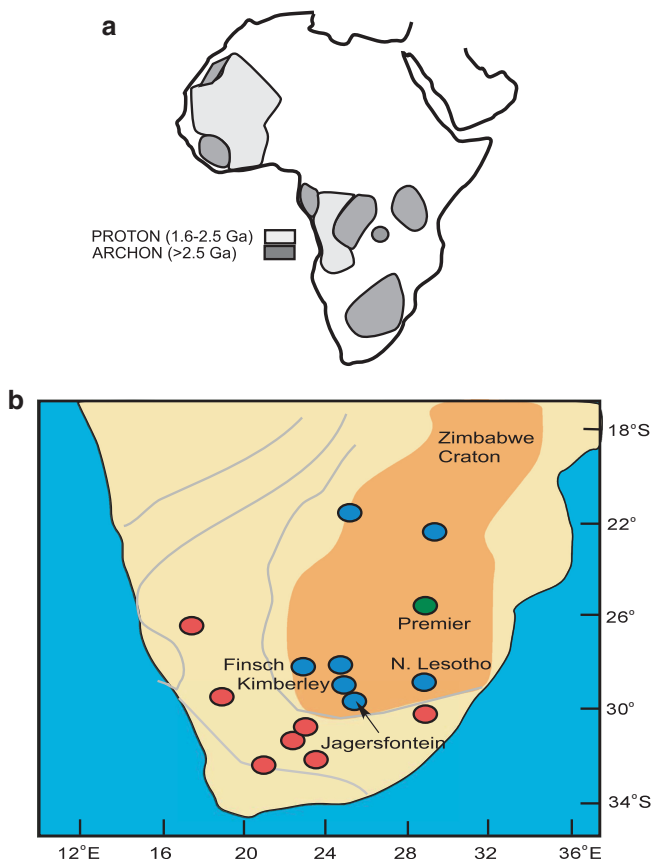 a
PROTON (1.6-2.5 Ga)
ARCHON (>2.5 Ga)
b
Zimbabwe
Craton
18°S
22°
Premier
26°
Finsch
N. Lesotho
Kimberley
30°
Jagersfontein
34°S
12°E
16
20
24
28
32
36°E